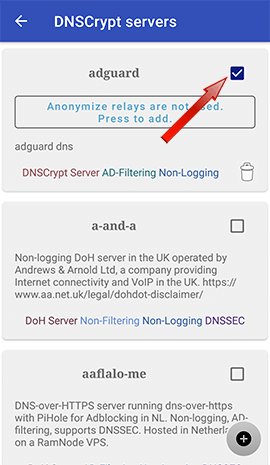 DNSCrypt servers
adguard
Anonymize relays are not used.
Press to add.
adguard dns
DNSCrypt Server AD-Filtering Non-Logging
a-and-a
Non-logging DoH server in the UK operated by
Andrews & Arnold Ltd, a company providing
Internet connectivity and VoIP in the UK. https://
www.aa.net.uk/legal/dohdot-disclaimer/
DoH Server Non-Filtering Non-Logging DNSSEC
aaflalo-me
DNS-over-HTTPS server running dns-over-https
with PiHole for Adblocking in NL. Non-logging, AD-
filtering, supports DNSSEC. Hosted in
on a RamNode VPS.